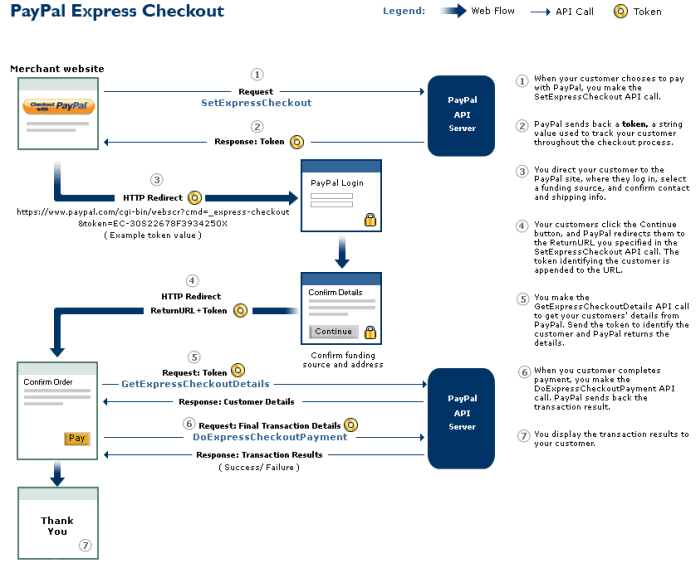 PayPal Express Checkout
Legend: Web Flow API Call Token
Merchant website
Checkout with PayPal
1
Request
SetExpressCheckout
2
Response: Token
PayPal
API
Server
3
HTTP Redirect
https://www.paypal.com/cgi-bin/webscr?cmd=_express-checkout
&token=EC-30S22678F3934250X
( Example token value )
PayPal Login
4
HTTP Redirect
ReturnURL+Token
Confirm Details
Continue
Confirm funding
source and address
Confirm Order
Pay
5
Request: Token
GetExpressCheckoutDetails
Response: Customer Details
6 Request: Final Transaction Details
DoExpressCheckoutPayment
Response: Transaction Results
( Success/ Failure )
PayPal
API
Server
Thank
You
7
1 When your customer chooses to pay
with PayPal, you make the
SetExpressCheckout API call.
2 PayPal sends back a token, a string
value used to track your customer
throughout the checkout process.
3 You direct your customer to the
PayPal site, where they log in, select
a funding source, and confirm contact
and shipping info.
4 Your customers click the Continue
button, and PayPal redirects them to
the ReturnURL you specified in the
SetExpressCheckout API call. The
token identifying the customer is
appended to the URL.
5 You make the
GetExpressCheckoutDetails API call
to get your customers' details from
PayPal. Send the token to identify the
customer and PayPal returns the
details.
6 When you customer completes
payment, you make the
DoExpressCheckoutPayment API
call. PayPal sends back the
transaction result.
7 You display the transaction results to
your customer.